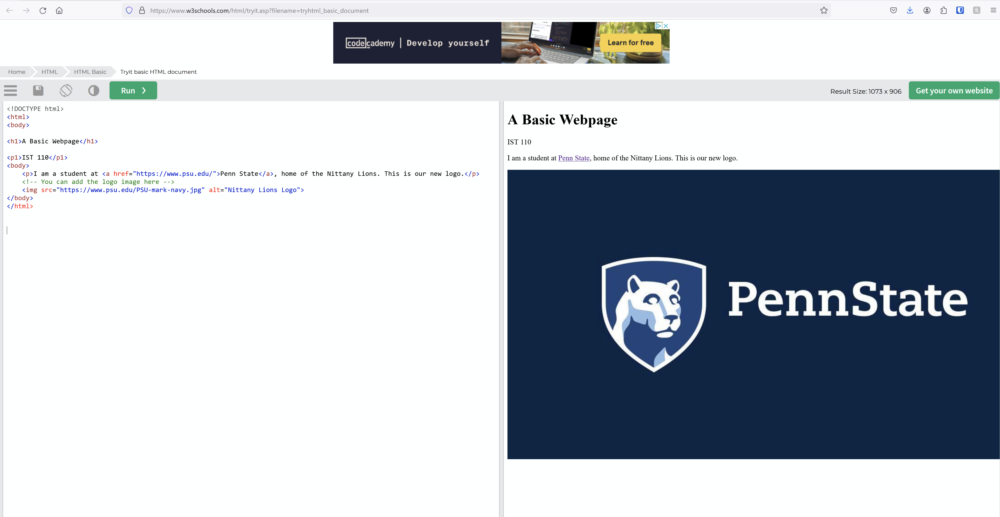 https://www.w3schools.com/html/tryit.asp?filename=tryhtml_basic_document
codecademy | Develop yourself
Learn for free
Home HTML HTML Basic Tryit basic HTML document
Run ❯
Result Size: 1073 x 906
Get your own website
<!DOCTYPE html>
<html>
<body>
<h1>A Basic Webpage</h1>
<p1>IST 110</p1>
<body>
<p>I am a student at <a href="https://www.psu.edu/">Penn State</a>, home of the Nittany Lions. This is our new logo.</p>
<!-- You can add the logo image here -->
<img src="https://www.psu.edu/PSU-mark-navy.jpg" alt="Nittany Lions Logo">
</body>
</html>
A Basic Webpage
IST 110
I am a student at Penn State, home of the Nittany Lions. This is our new logo.
PennState